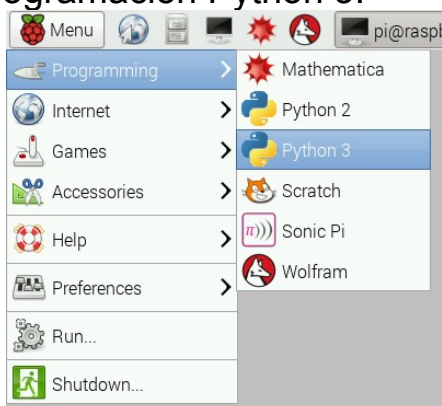 ogramación Python 3.
Menu
pi@raspb
Programming
Internet
Games
Accessories
Help
Preferences
Run...
Shutdown...
Mathematica
Python 2
Python 3
Scratch
π)))
Sonic Pi
Wolfram